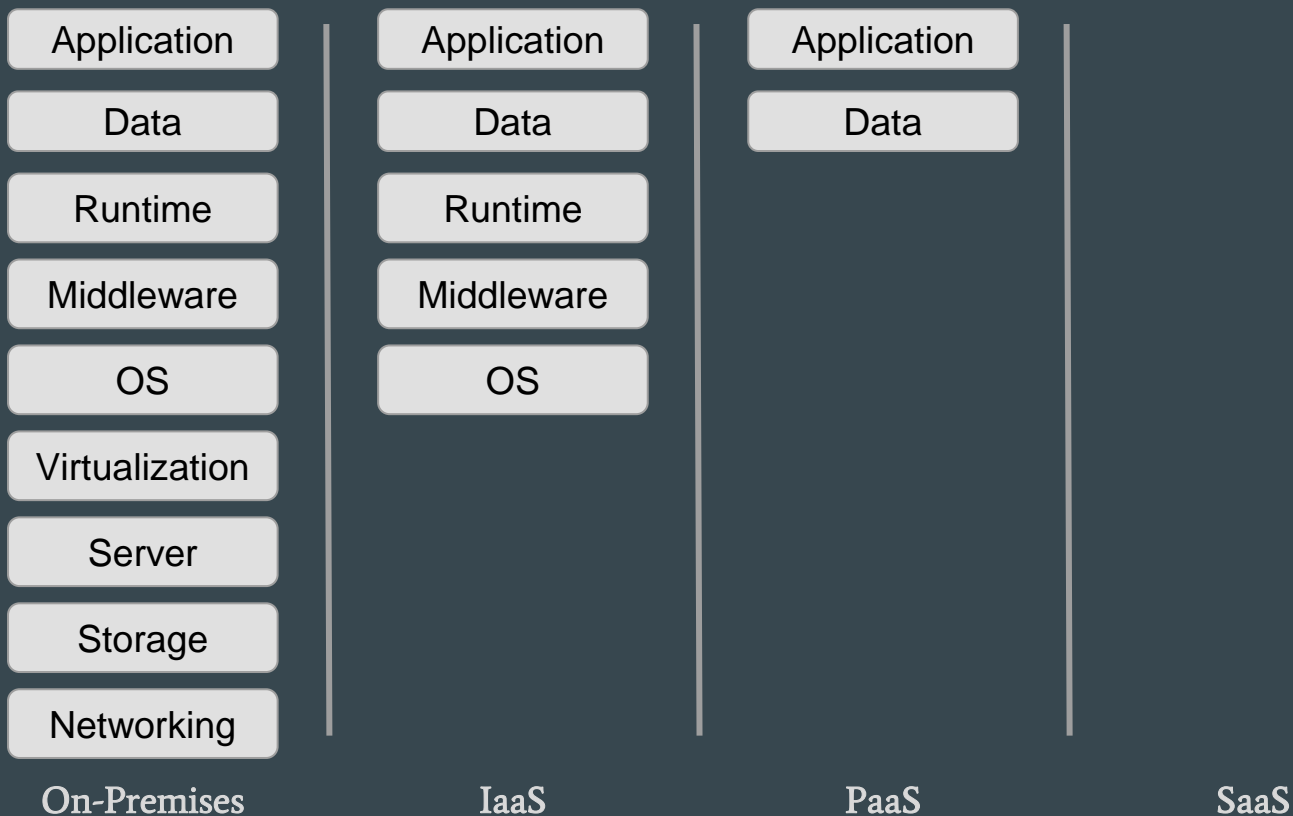 Application
Data
Runtime
Middleware
OS
Virtualization
Server
Storage
Networking
On-Premises
Application
Data
Runtime
Middleware
OS
IaaS
Application
Data
PaaS
SaaS